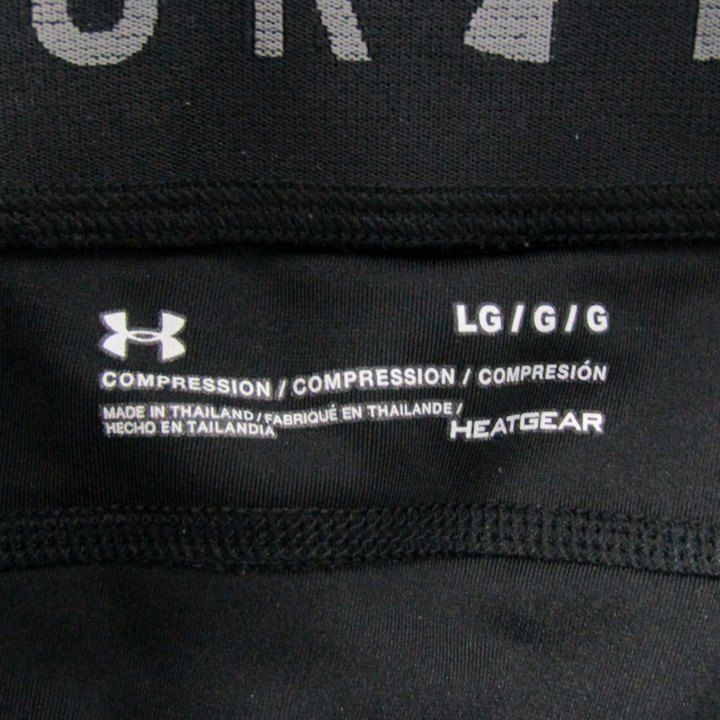 LG/G/G
COMPRESSION / COMPRESSION / COMPRESIÓN
MADE IN THAILAND / FABRIQUÉ EN THAILANDE /
HECHO EN TAILANDIA
HEATGEAR